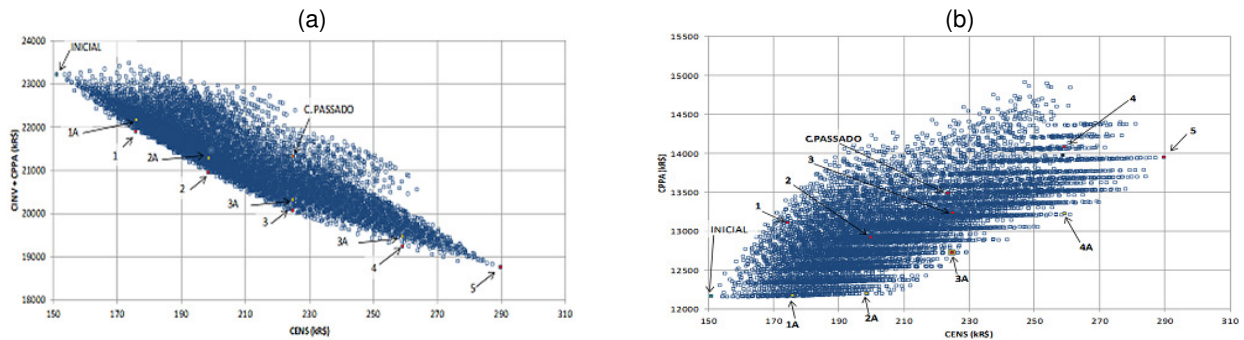 (a)
24000
23000
22000
21000
20000
19000
18000
CINV + CPPA (kR$)
INICIAL
C. PASSADO
1A
1
2A
2
3A
3
3A
4
5
150
170
190
210
230
250
270
290
310
CENS (kR$)
(b)
15500
15000
14500
14000
13500
13000
12500
12000
CPPA (kR$)
4
5
C.PASSADO
3
2
1
INICIAL
4A
3A
1A
2A
150
170
190
210
230
250
270
290
310
CENS (kR$)